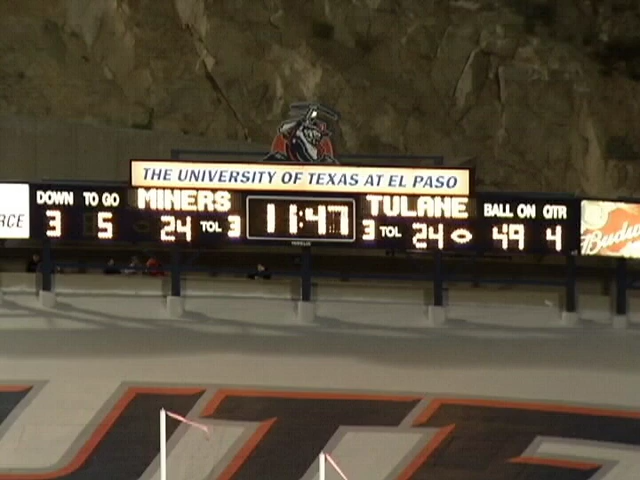 THE UNIVERSITY OF TEXAS AT EL PASO
DOWN TO GO MINERS 11:47 TULANE BALL ON QTR
3 5 24 TOL 3 3 TOL 24 49 4
RCE
Budw
UTE